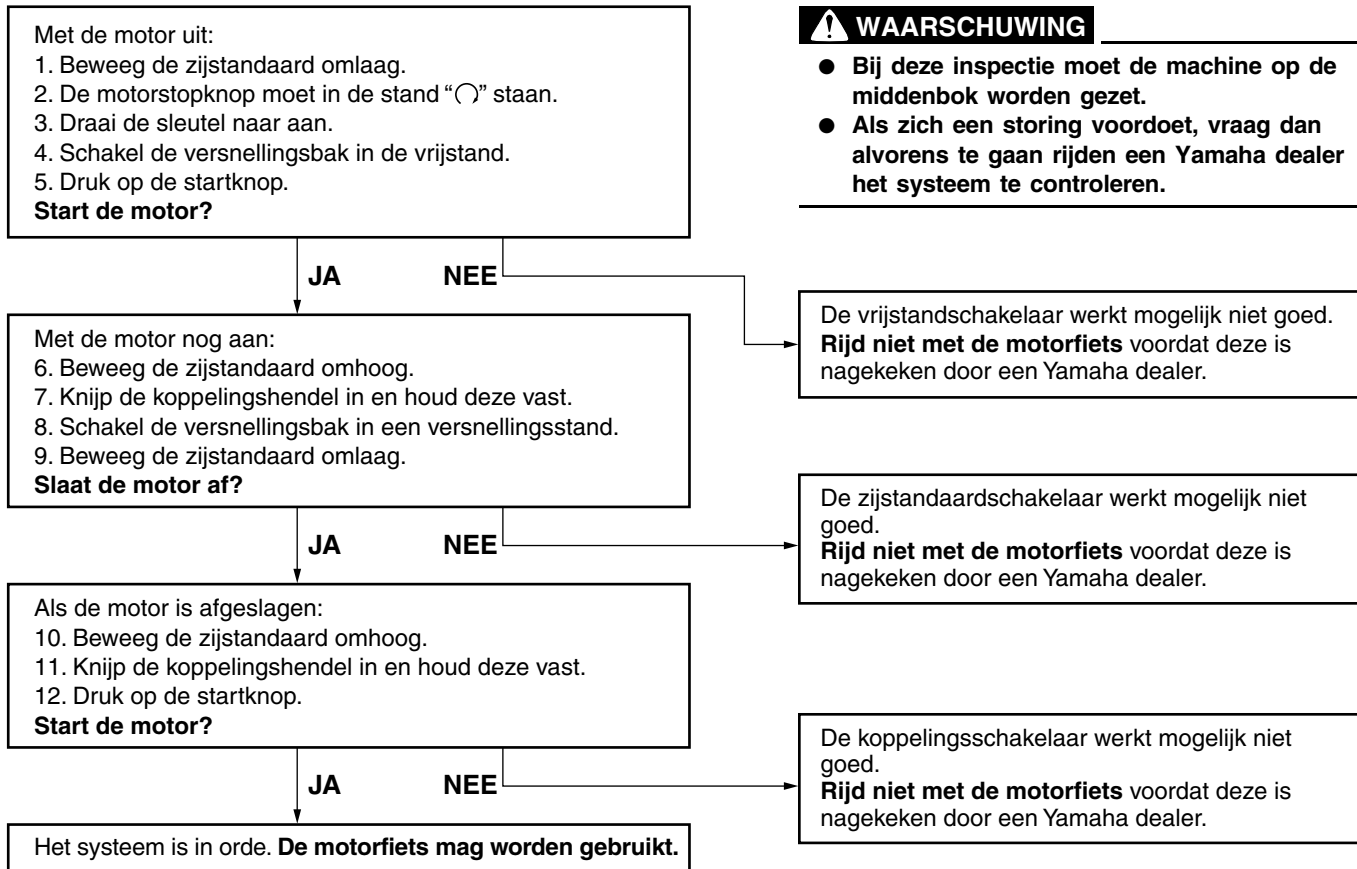 Met de motor uit:
1. Beweeg de zijstandaard omlaag.
2. De motorstopknop moet in de stand “” staan.
3. Draai de sleutel naar aan.
4. Schakel de versnellingsbak in de vrijstand.
5. Druk op de startknop.
Start de motor?
WAARSCHUWING
● Bij deze inspectie moet de machine op de
middenbok worden gezet.
● Als zich een storing voordoet, vraag dan
alvorens te gaan rijden een Yamaha dealer
het systeem te controleren.
JA NEE
De vrijstandschakelaar werkt mogelijk niet goed.
Rijd niet met de motorfiets voordat deze is
nagekeken door een Yamaha dealer.
Met de motor nog aan:
6. Beweeg de zijstandaard omhoog.
7. Knijp de koppelingshendel in en houd deze vast.
8. Schakel de versnellingsbak in een versnellingsstand.
9. Beweeg de zijstandaard omlaag.
Slaat de motor af?
JA NEE
De zijstandaardschakelaar werkt mogelijk niet
goed.
Rijd niet met de motorfiets voordat deze is
nagekeken door een Yamaha dealer.
Als de motor is afgeslagen:
10. Beweeg de zijstandaard omhoog.
11. Knijp de koppelingshendel in en houd deze vast.
12. Druk op de startknop.
Start de motor?
JA NEE
De koppelingsschakelaar werkt mogelijk niet
goed.
Rijd niet met de motorfiets voordat deze is
nagekeken door een Yamaha dealer.
Het systeem is in orde. De motorfiets mag worden gebruikt.